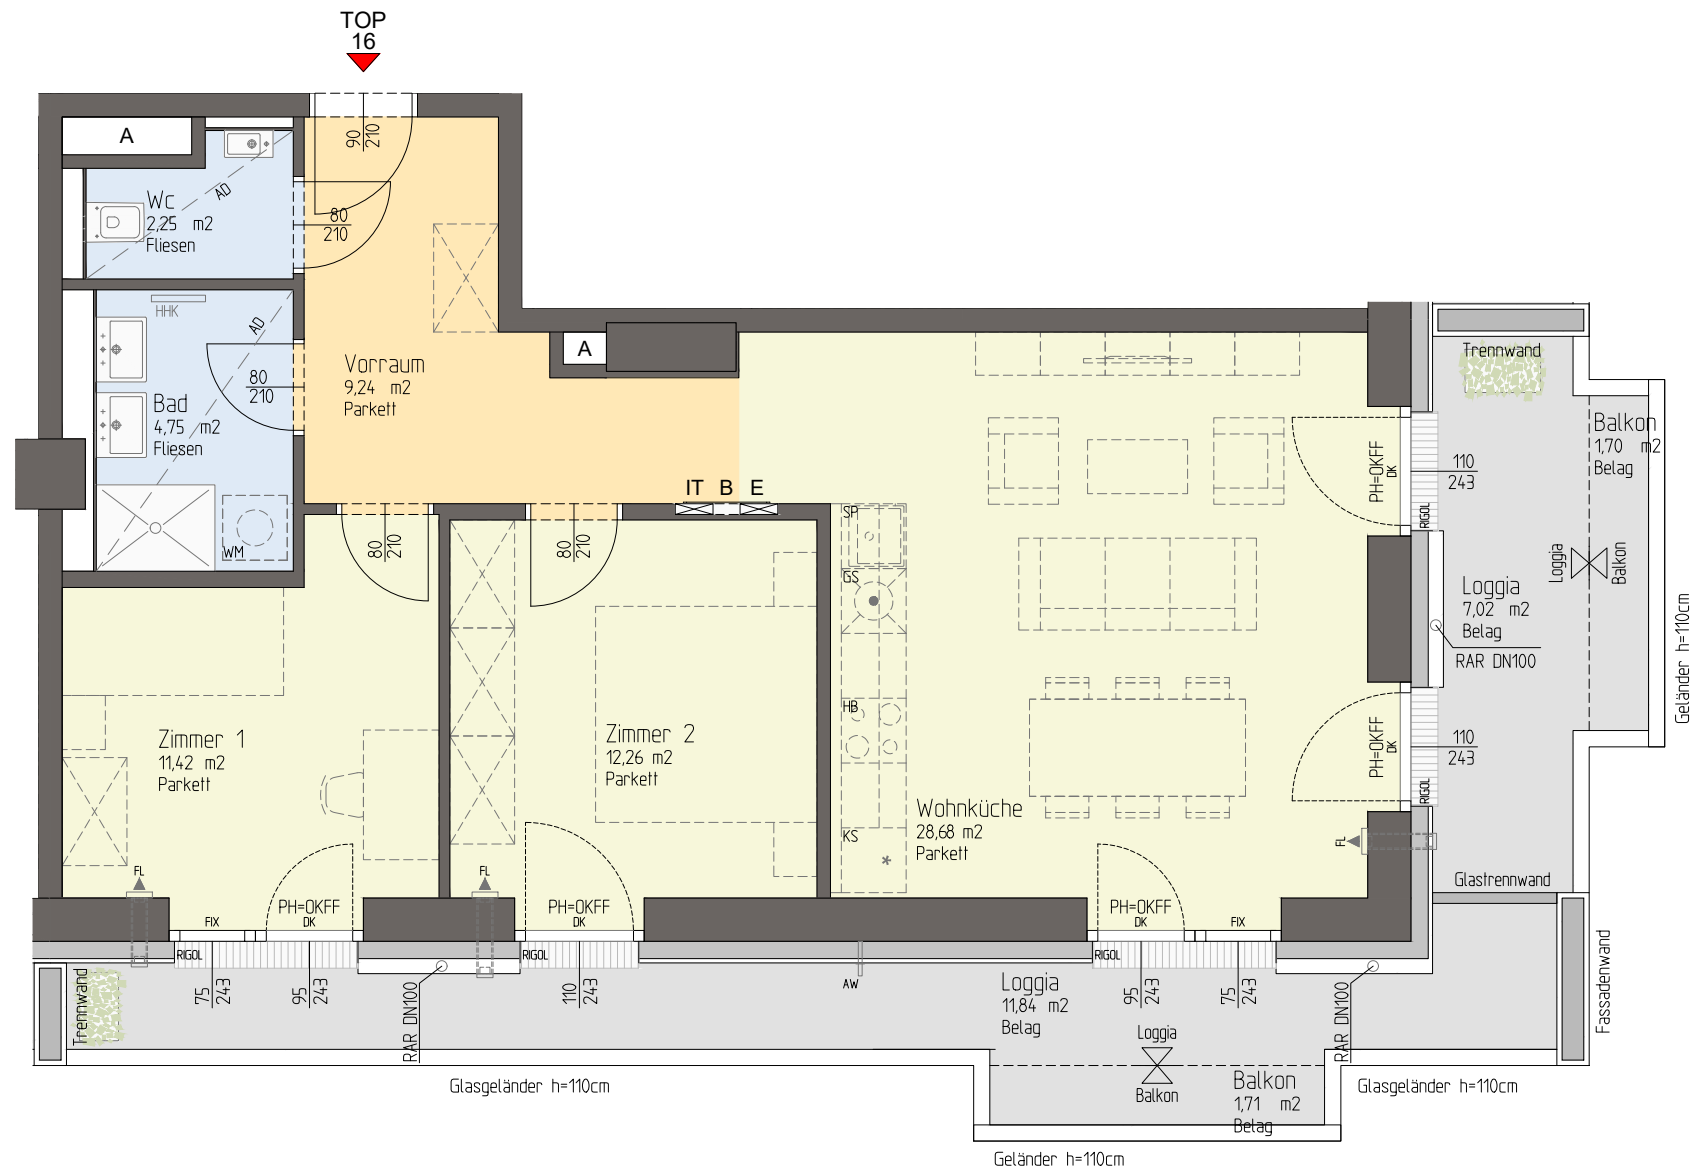 TOP
16
A
90
210
Wc
2,25 m2
Fliesen
AD
80
210
HHK
AD
80
210
Bad
4,75 m2
Fliesen
WM
Vorraum
9,24 m2
Parkett
A
IT B E
80
210
80
210
SP
GS
HB
KS
*
Zimmer 1
11,42 m2
Parkett
Zimmer 2
12,26 m2
Parkett
Wohnküche
28,68 m2
Parkett
PH=OKFF
DK
110
243
RIGOL
PH=OKFF
DK
110
243
RIGOL
Trennwand
Balkon
1,70 m2
Belag
Loggia
Balkon
Loggia
7,02 m2
Belag
RAR DN100
Geländer h=110cm
FL
Glastrennwand
Fassadenwand
FL
FIX
PH=OKFF
DK
FL
PH=OKFF
DK
PH=OKFF
DK
FIX
RIGOL
RIGOL
RIGOL
Trennwand
75
243
95
243
RAR DN100
110
243
AW
Loggia
11,84 m2
Belag
95
243
75
243
RAR DN100
Loggia
Balkon
Balkon
1,71 m2
Belag
Glasgeländer h=110cm
Glasgeländer h=110cm
Geländer h=110cm